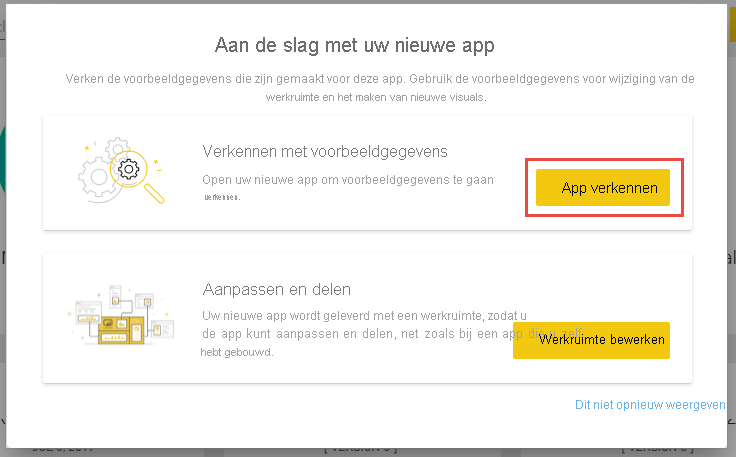 Aan de slag met uw nieuwe app
Verken de voorbeeldgegevens die zijn gemaakt voor deze app. Gebruik de voorbeeldgegevens voor wijziging van de
werkruimte en het maken van nieuwe visuals.
Verkennen met voorbeeldgegevens
Open uw nieuwe app om voorbeeldgegevens te gaan
verkennen.
App verkennen
Aanpassen en delen
Uw nieuwe app wordt geleverd met een werkruimte, zodat u
de app kunt aanpassen en delen, net zoals bij een app die u zelf
hebt gebouwd.
Werkruimte bewerken
Dit niet opnieuw weergeven